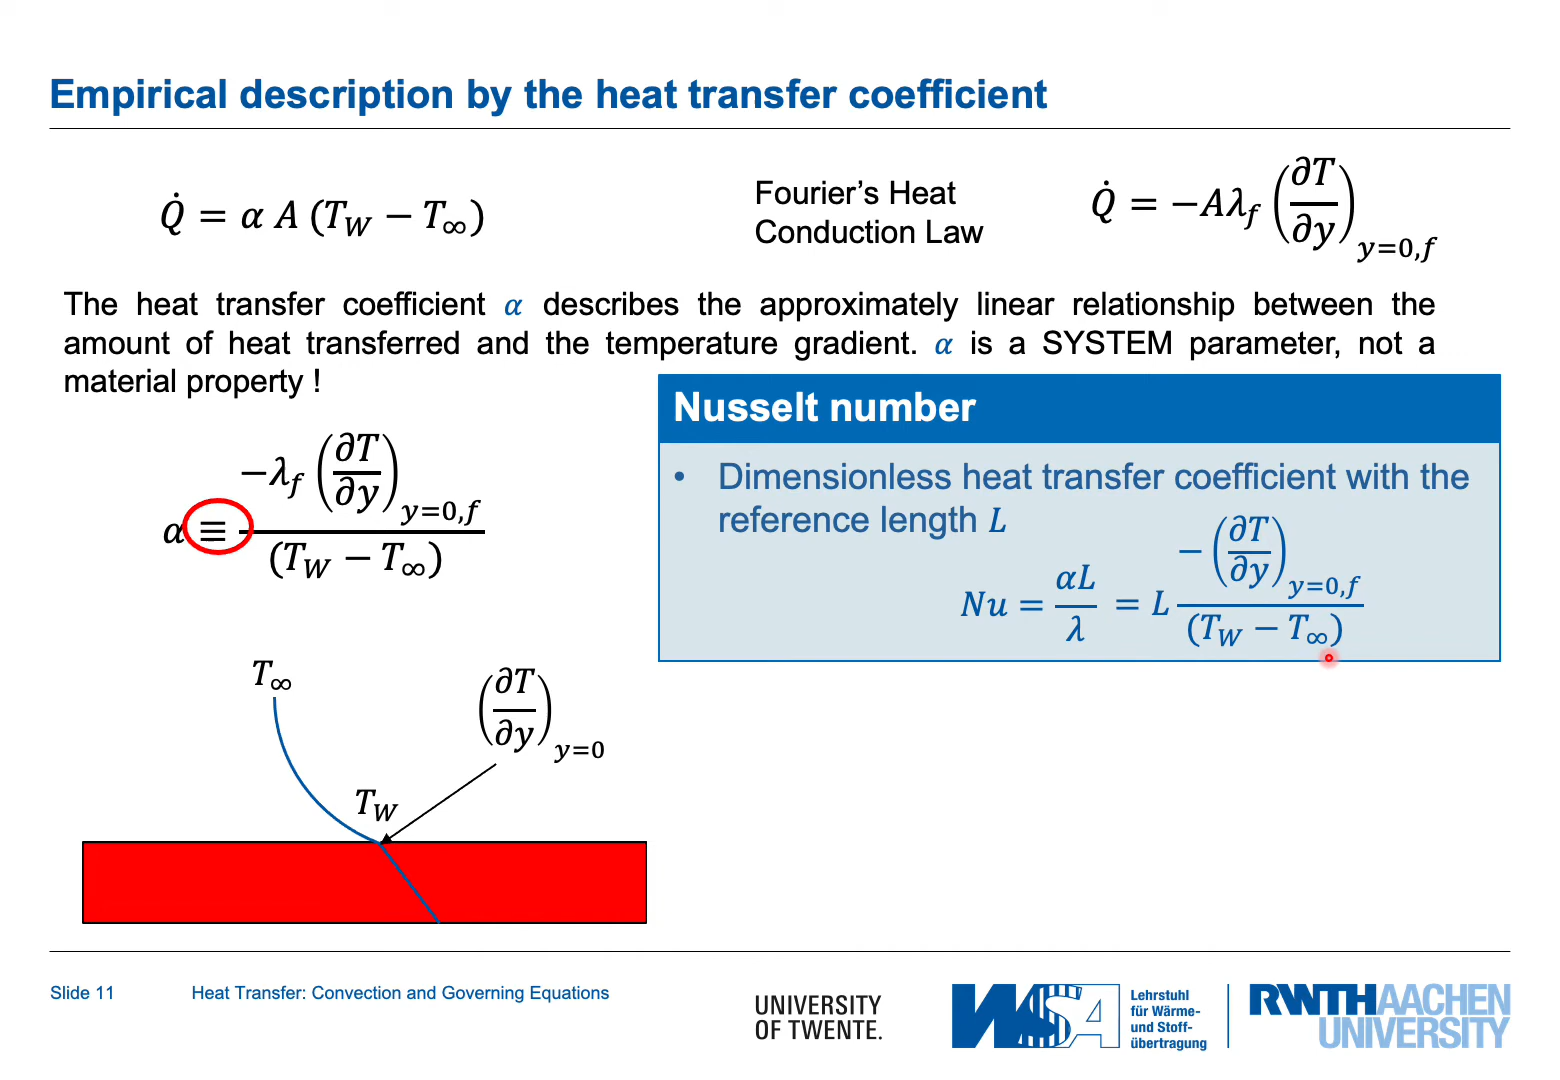 Empirical description by the heat transfer coefficient
Q̇ = α A (T_W − T_∞)
Fourier’s Heat
Conduction Law
Q̇ = −Aλ_f (∂T/∂y)_{y=0,f}
The heat transfer coefficient α describes the approximately linear relationship between the
amount of heat transferred and the temperature gradient. α is a SYSTEM parameter, not a
material property !
α ≡ −λ_f (∂T/∂y)_{y=0,f} / (T_W − T_∞)
Nusselt number
• Dimensionless heat transfer coefficient with the
reference length L
Nu = αL/λ = L −(∂T/∂y)_{y=0,f} / (T_W − T_∞)
T_∞
(∂T/∂y)_{y=0}
T_W
Slide 11
Heat Transfer: Convection and Governing Equations
UNIVERSITY
OF TWENTE.
WSA
Lehrstuhl
für Wärme-
und Stoff-
übertragung
RWTHAACHEN
UNIVERSITY